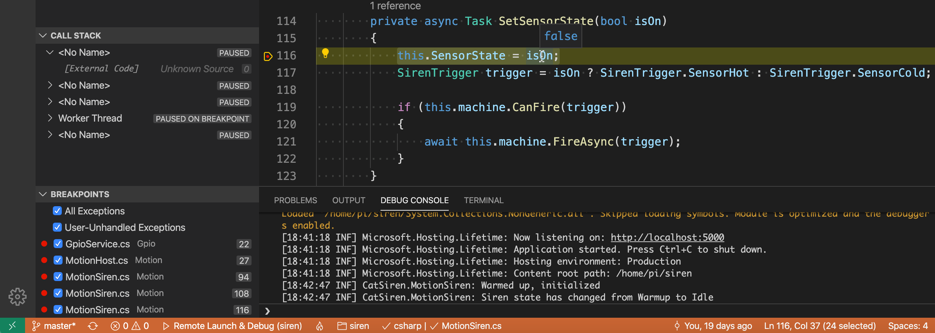 CALL STACK
<No Name> PAUSED
[External Code] Unknown Source 0
<No Name> PAUSED
<No Name> PAUSED
Worker Thread PAUSED ON BREAKPOINT
<No Name> PAUSED
BREAKPOINTS
All Exceptions
User-Unhandled Exceptions
GpioService.cs Gpio 22
MotionHost.cs Motion 27
MotionSiren.cs Motion 94
MotionSiren.cs Motion 108
MotionSiren.cs Motion 116
1 reference
114 private async Task SetSensorState(bool isOn)
115 {
false
116 this.SensorState = isOn;
117 SirenTrigger trigger = isOn ? SirenTrigger.SensorHot : SirenTrigger.SensorCold;
118
119 if (this.machine.CanFire(trigger))
120 {
121 await this.machine.FireAsync(trigger);
122 }
123 }
PROBLEMS OUTPUT DEBUG CONSOLE TERMINAL
Loaded '/home/pi/siren/System.Collections.NonGeneric.dll'. Skipped loading symbols. Module is optimized and the debugger
s enabled.
[18:41:18 INF] Microsoft.Hosting.Lifetime: Now listening on: http://localhost:5000
[18:41:18 INF] Microsoft.Hosting.Lifetime: Application started. Press Ctrl+C to shut down.
[18:41:18 INF] Microsoft.Hosting.Lifetime: Hosting environment: Production
[18:41:18 INF] Microsoft.Hosting.Lifetime: Content root path: /home/pi/siren
[18:42:47 INF] CatSiren.MotionSiren: Warmed up, initialized
[18:42:47 INF] CatSiren.MotionSiren: Siren state has changed from Warmup to Idle
master* 0 0 Remote Launch & Debug (siren) siren csharp | MotionSiren.cs You, 19 days ago Ln 116, Col 37 (24 selected) Spaces: 4